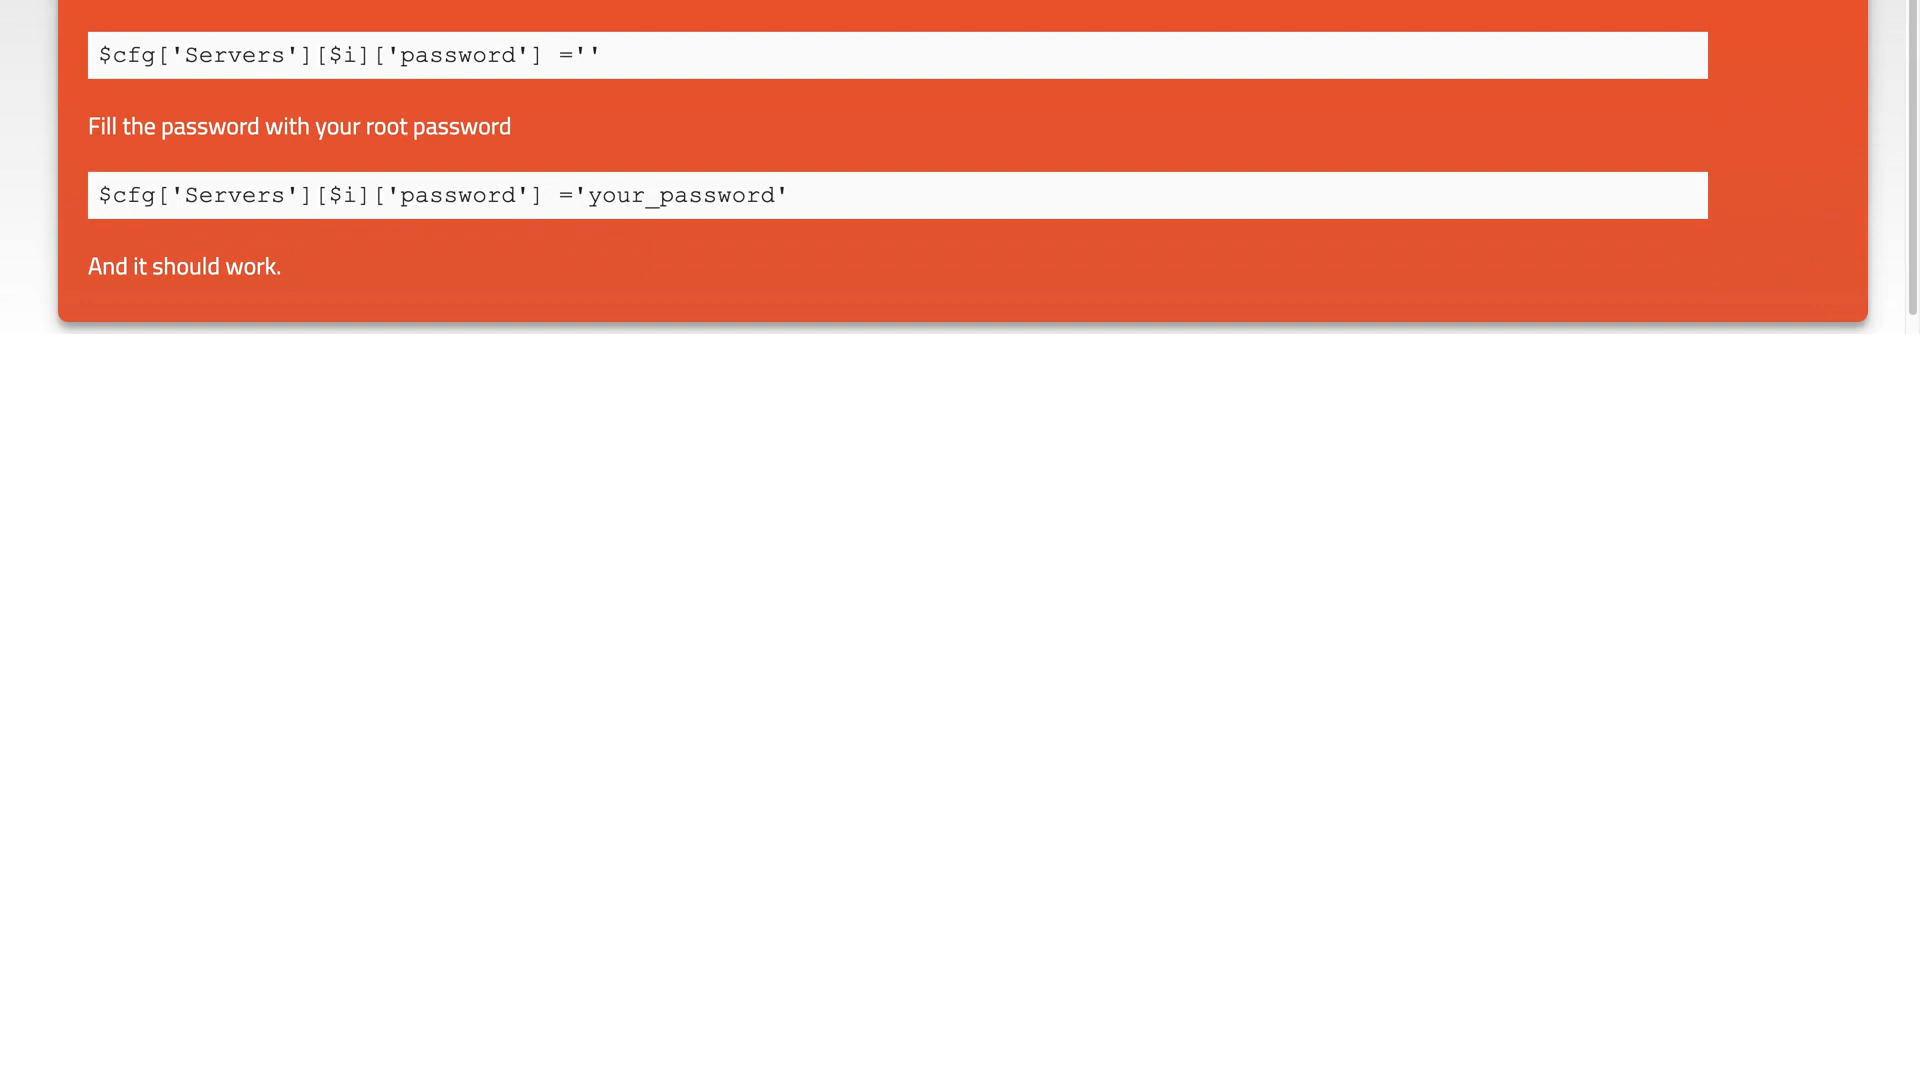 $cfg['Servers'][$i]['password'] =''
Fill the password with your root password
$cfg['Servers'][$i]['password'] ='your_password'
And it should work.